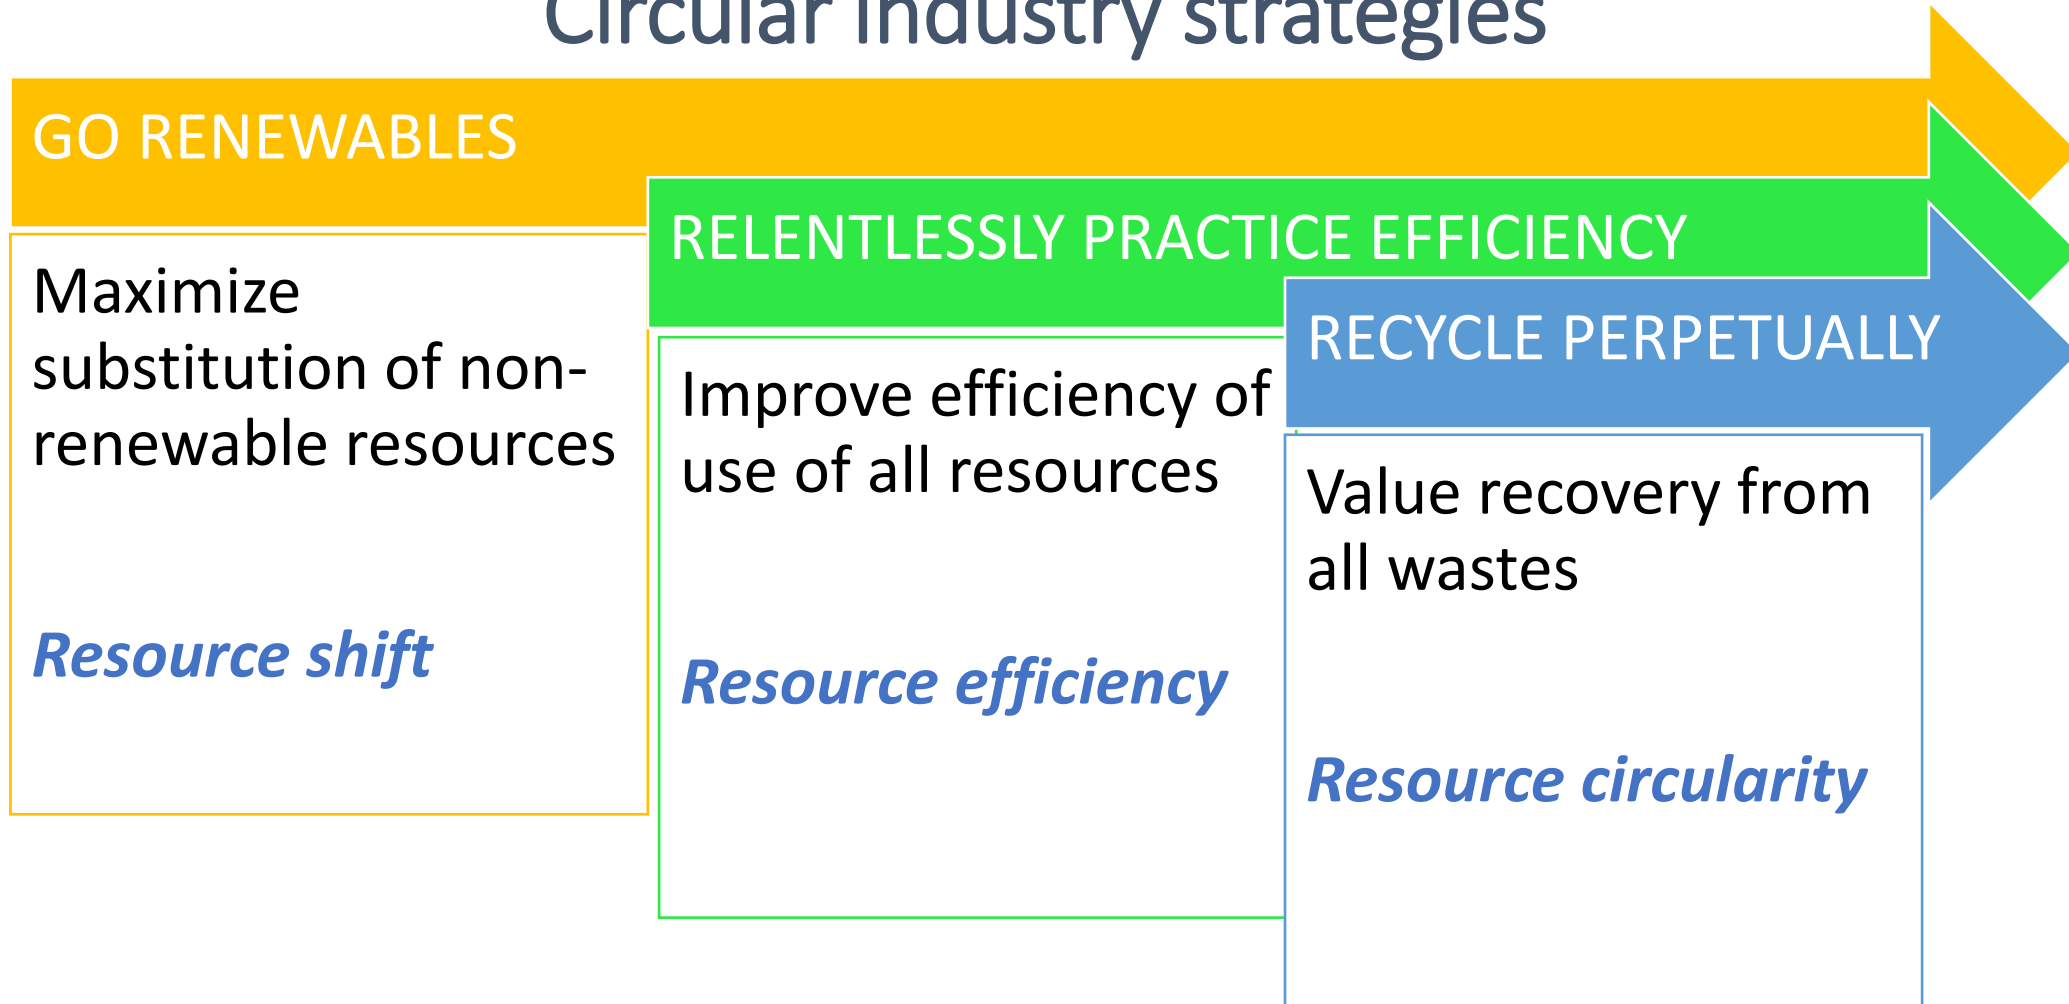 Circular industry strategies
GO RENEWABLES
Maximize
substitution of non-
renewable resources
Resource shift
RELENTLESSLY PRACTICE EFFICIENCY
Improve efficiency of
use of all resources
Resource efficiency
RECYCLE PERPETUALLY
Value recovery from
all wastes
Resource circularity